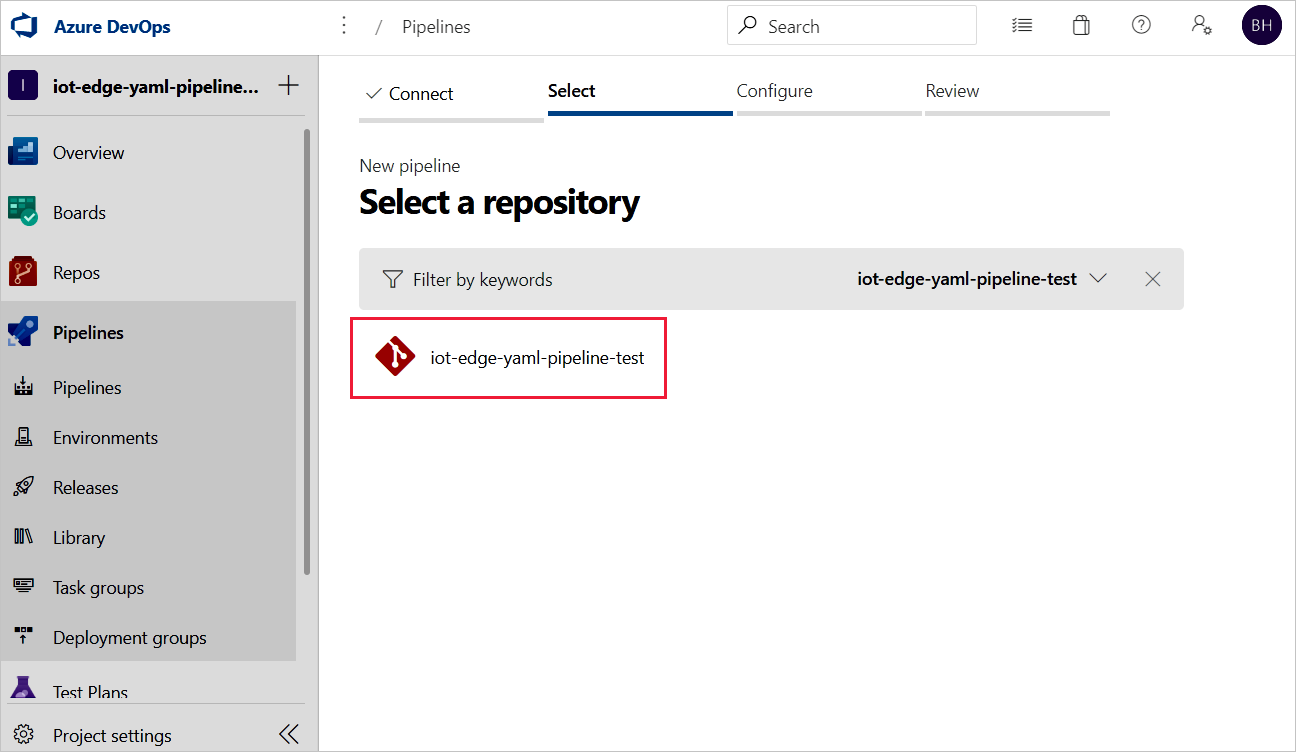 Azure DevOps
/ Pipelines
Search
BH
I
iot-edge-yaml-pipeline...
Overview
Boards
Repos
Pipelines
Pipelines
Environments
Releases
Library
Task groups
Deployment groups
Test Plans
Project settings
Connect
Select
Configure
Review
New pipeline
Select a repository
Filter by keywords
iot-edge-yaml-pipeline-test
iot-edge-yaml-pipeline-test